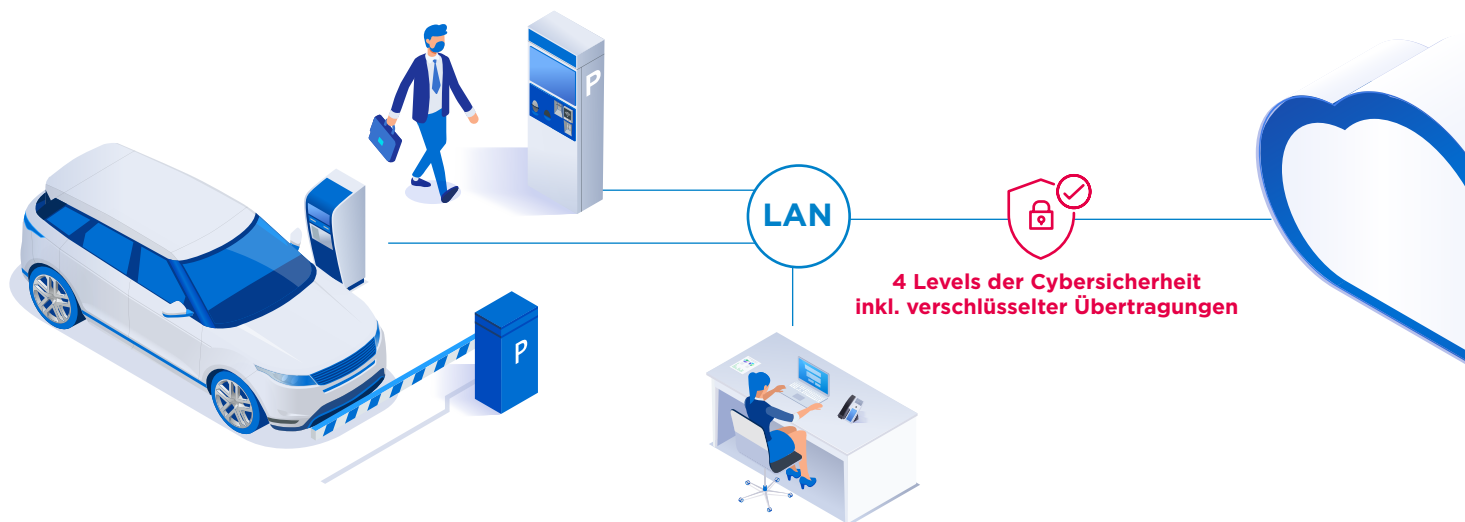 P
LAN
4 Levels der Cybersicherheit
inkl. verschlüsselter Übertragungen
P